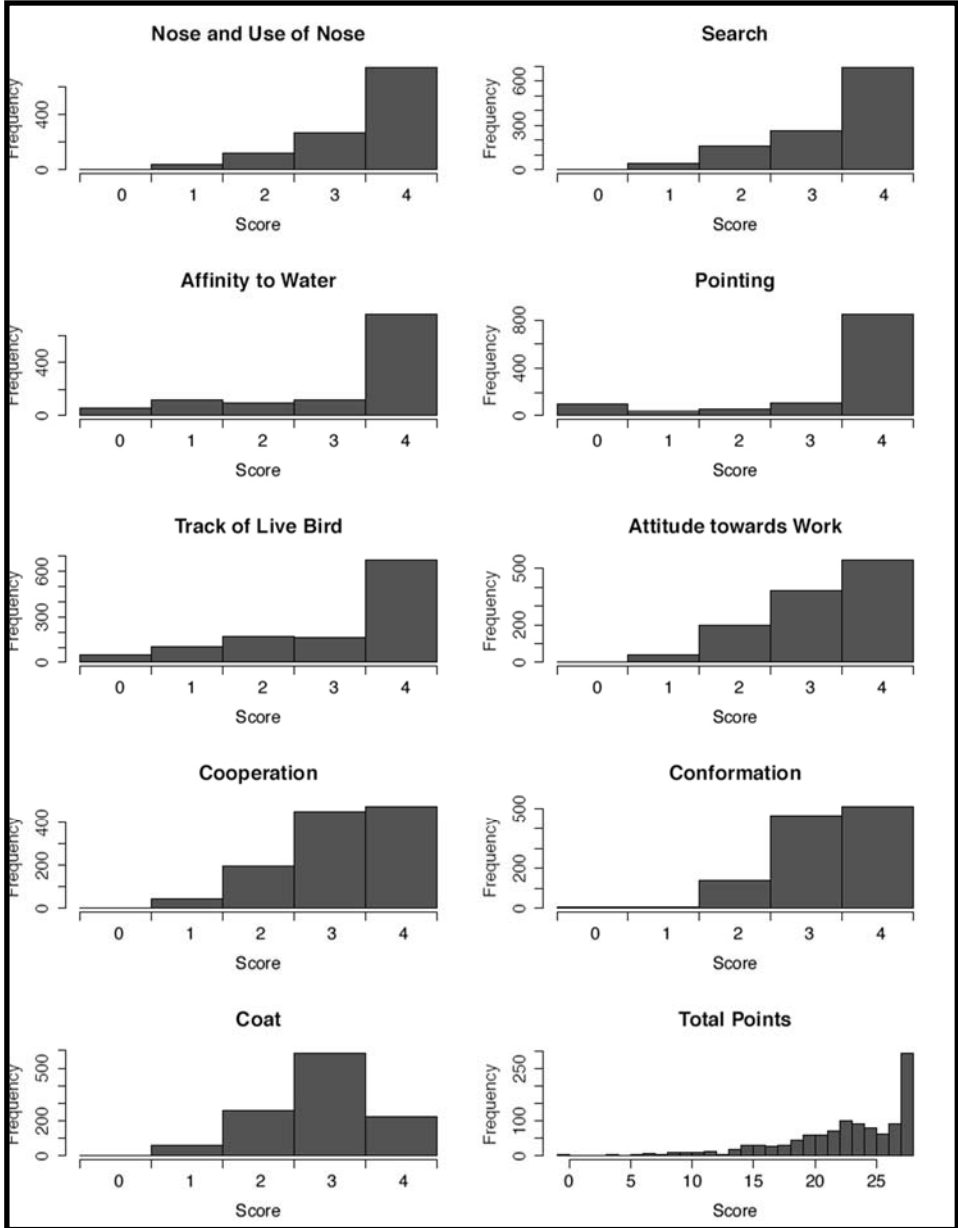 Nose and Use of Nose
Frequency
0 400
0 1 2 3 4
Score
Search
Frequency
0 300 600
0 1 2 3 4
Score
Affinity to Water
Frequency
0 400
0 1 2 3 4
Score
Pointing
Frequency
0 400 800
0 1 2 3 4
Score
Track of Live Bird
Frequency
0 300 600
0 1 2 3 4
Score
Attitude towards Work
Frequency
0 200 500
0 1 2 3 4
Score
Cooperation
Frequency
0 200 400
0 1 2 3 4
Score
Conformation
Frequency
0 200 500
0 1 2 3 4
Score
Coat
Frequency
0 200 500
0 1 2 3 4
Score
Total Points
Frequency
0 100 250
0 5 10 15 20 25
Score